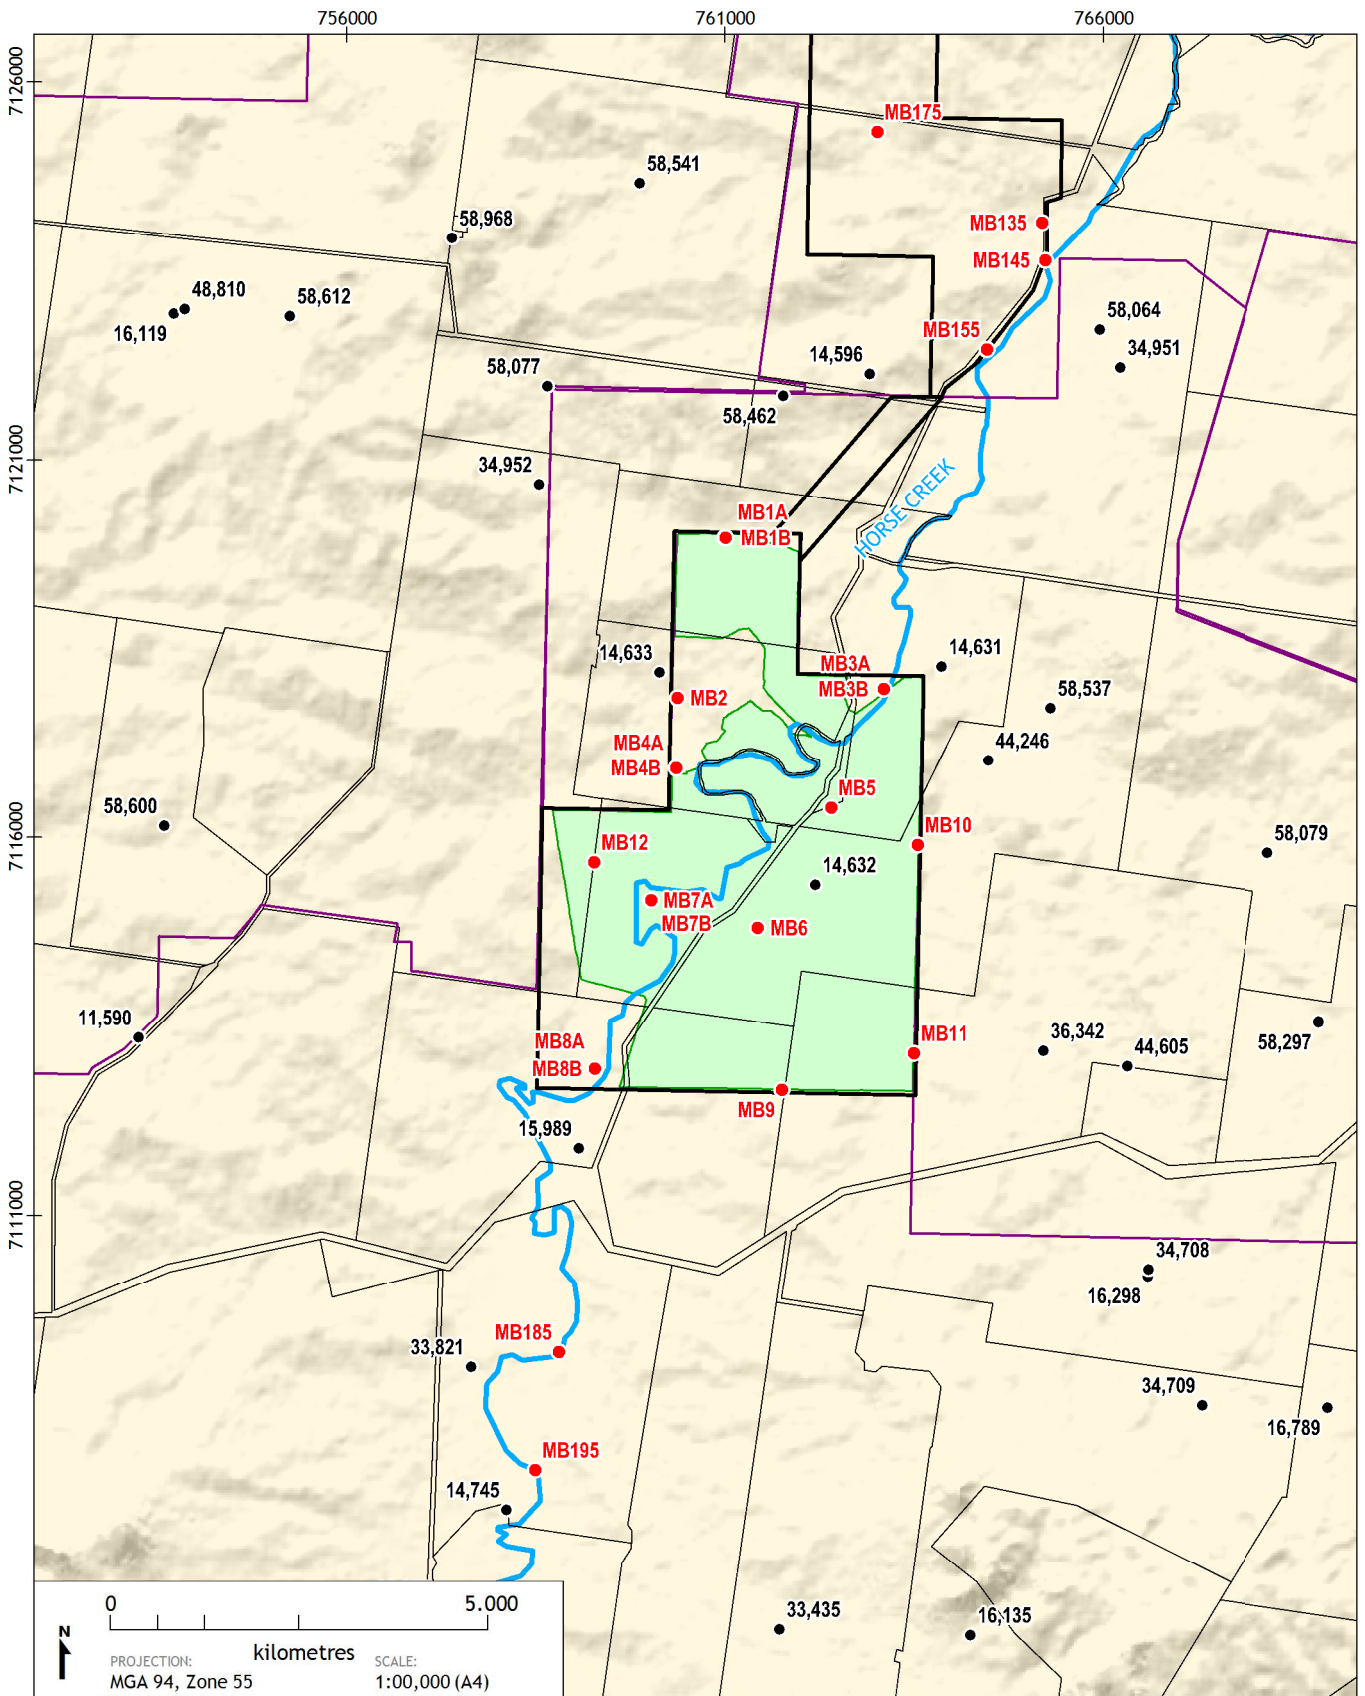 756000
761000
766000
7126000
MB175
58,541
58,968
MB135
MB145
48,810
58,612
16,119
58,064
MB155
34,951
14,596
58,077
58,462
7121000
34,952
HORSE CREEK
MB1A
MB1B
14,633
MB3A
14,631
MB3B
MB2
58,537
MB4A
44,246
MB4B
MB5
58,600
7116000
MB10
58,079
MB12
14,632
MB7A
MB7B
MB6
11,590
MB11
36,342
58,297
MB8A
44,605
MB8B
MB9
15,989
7111000
34,708
16,298
MB185
33,821
34,709
16,789
MB195
14,745
33,435
16,135
0
5.000
N
kilometres
PROJECTION:
SCALE:
MGA 94, Zone 55
1:00,000 (A4)